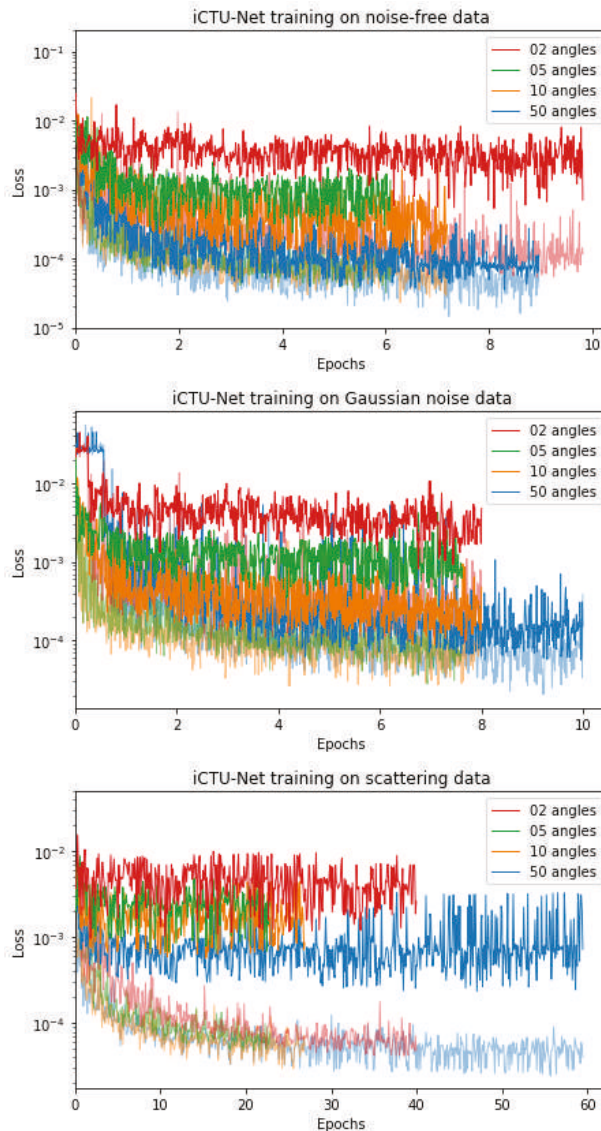 iCTU-Net training on noise-free data
10⁻¹
10⁻²
10⁻³
10⁻⁴
10⁻⁵
Loss
02 angles
05 angles
10 angles
50 angles
0 2 4 6 8 10
Epochs
iCTU-Net training on Gaussian noise data
10⁻²
10⁻³
10⁻⁴
Loss
02 angles
05 angles
10 angles
50 angles
0 2 4 6 8 10
Epochs
iCTU-Net training on scattering data
10⁻²
10⁻³
10⁻⁴
Loss
02 angles
05 angles
10 angles
50 angles
0 10 20 30 40 50 60
Epochs